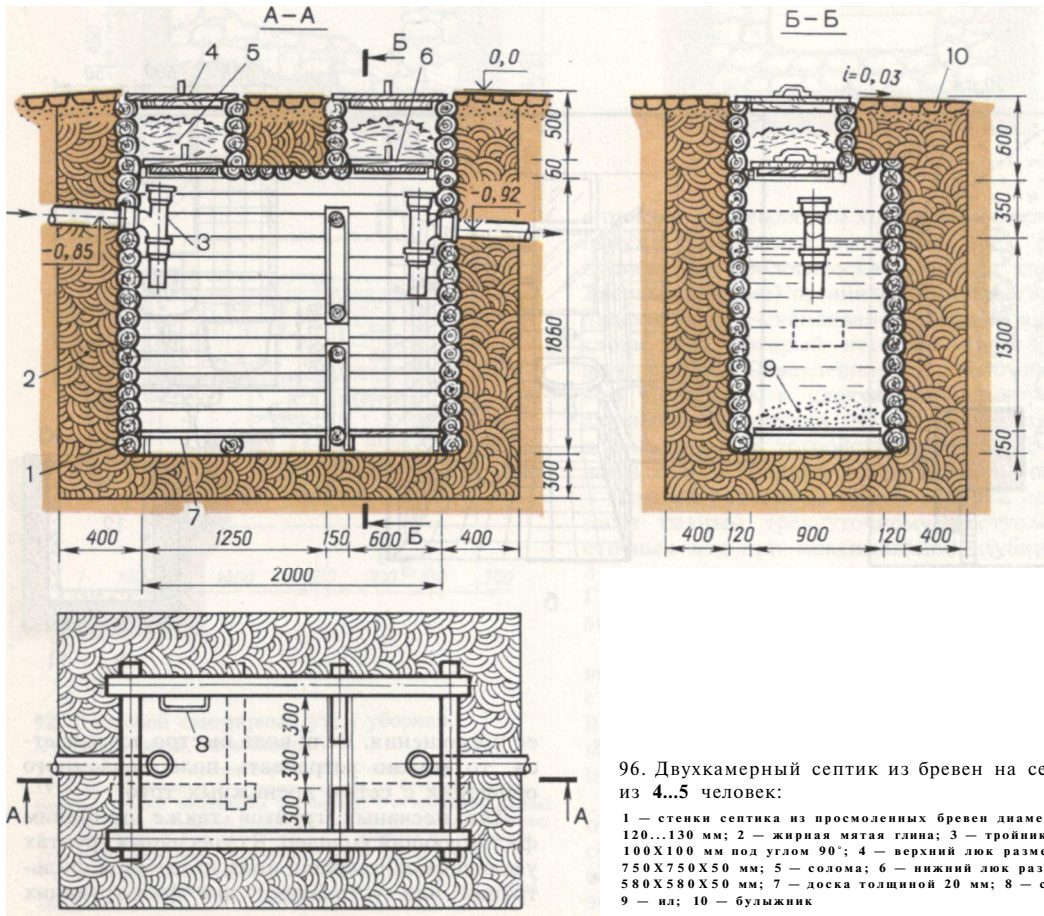 А–А
Б
Б–Б
4
5
6
0,0
i=0,03
10
500
60
600
350
-0,92
3
-0,85
1860
1300
2
9
1
150
300
7
Б
400
1250
150
600
400
2000
400
120
900
120
400
300
300
300
8
А
А
96. Двухкамерный септик из бревен на се
из 4...5 человек:
1 — стенки септика из просмоленных бревен диаме
120...130 мм; 2 — жирная мятая глина; 3 — тройник
100Х100 мм под углом 90°; 4 — верхний люк разме
750Х750Х50 мм; 5 — солома; 6 — нижний люк раз
580Х580Х50 мм; 7 — доска толщиной 20 мм; 8 — с
9 — ил; 10 — булыжник